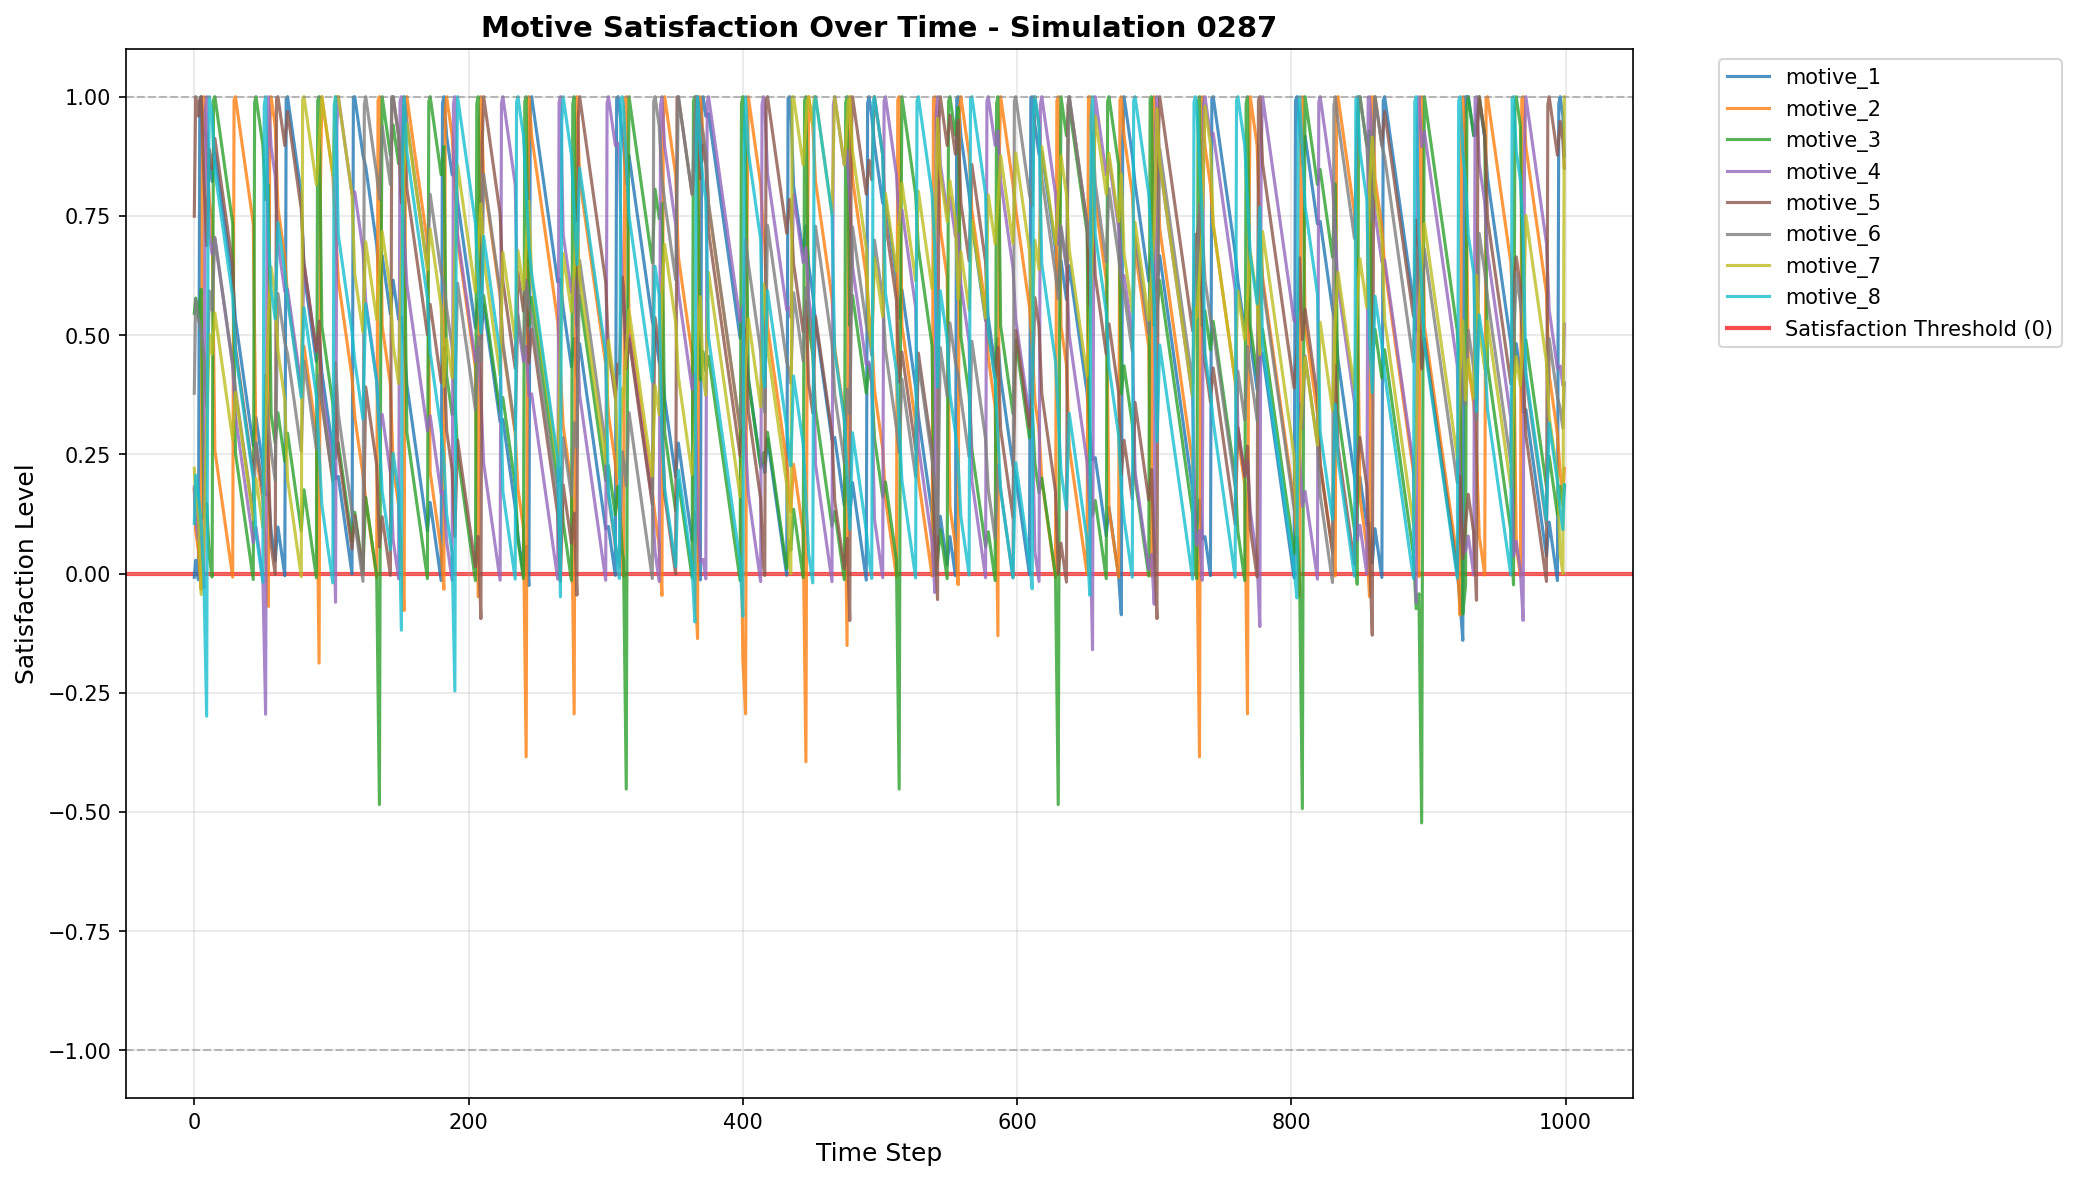 Motive Satisfaction Over Time - Simulation 0287
Satisfaction Level
1.00
0.75
0.50
0.25
0.00
−0.25
−0.50
−0.75
−1.00
0
200
400
600
800
1000
Time Step
motive_1
motive_2
motive_3
motive_4
motive_5
motive_6
motive_7
motive_8
Satisfaction Threshold (0)